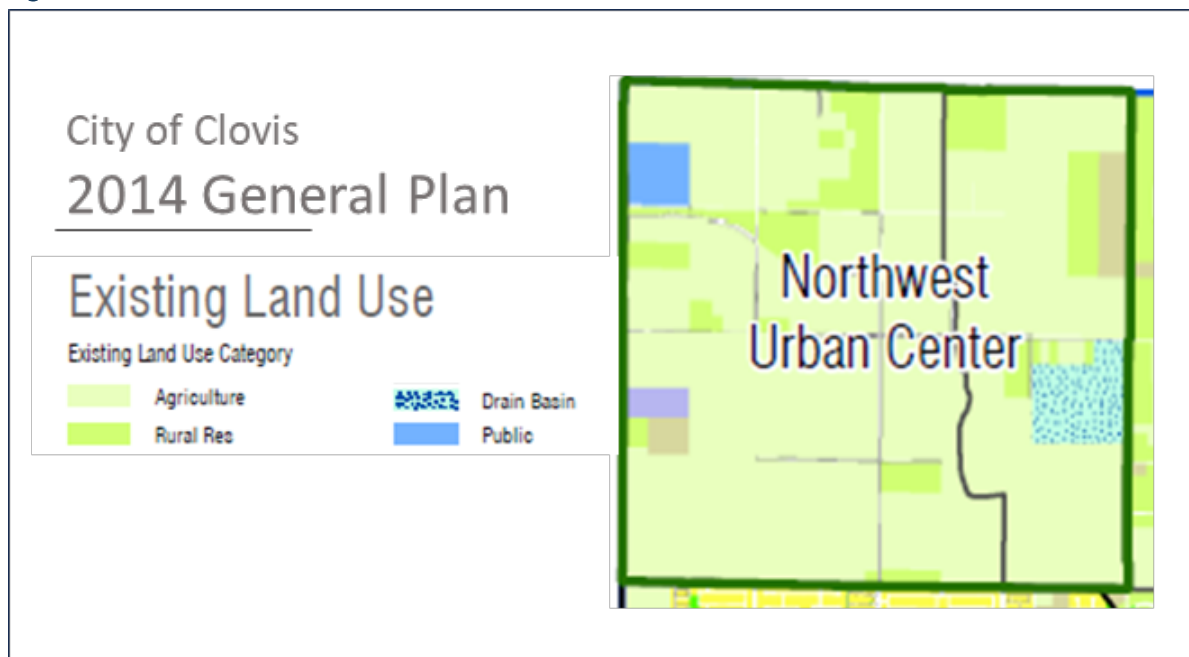 City of Clovis
2014 General Plan
Existing Land Use
Existing Land Use Category
Agriculture
Drain Basin
Rural Res
Public
Northwest
Urban Center